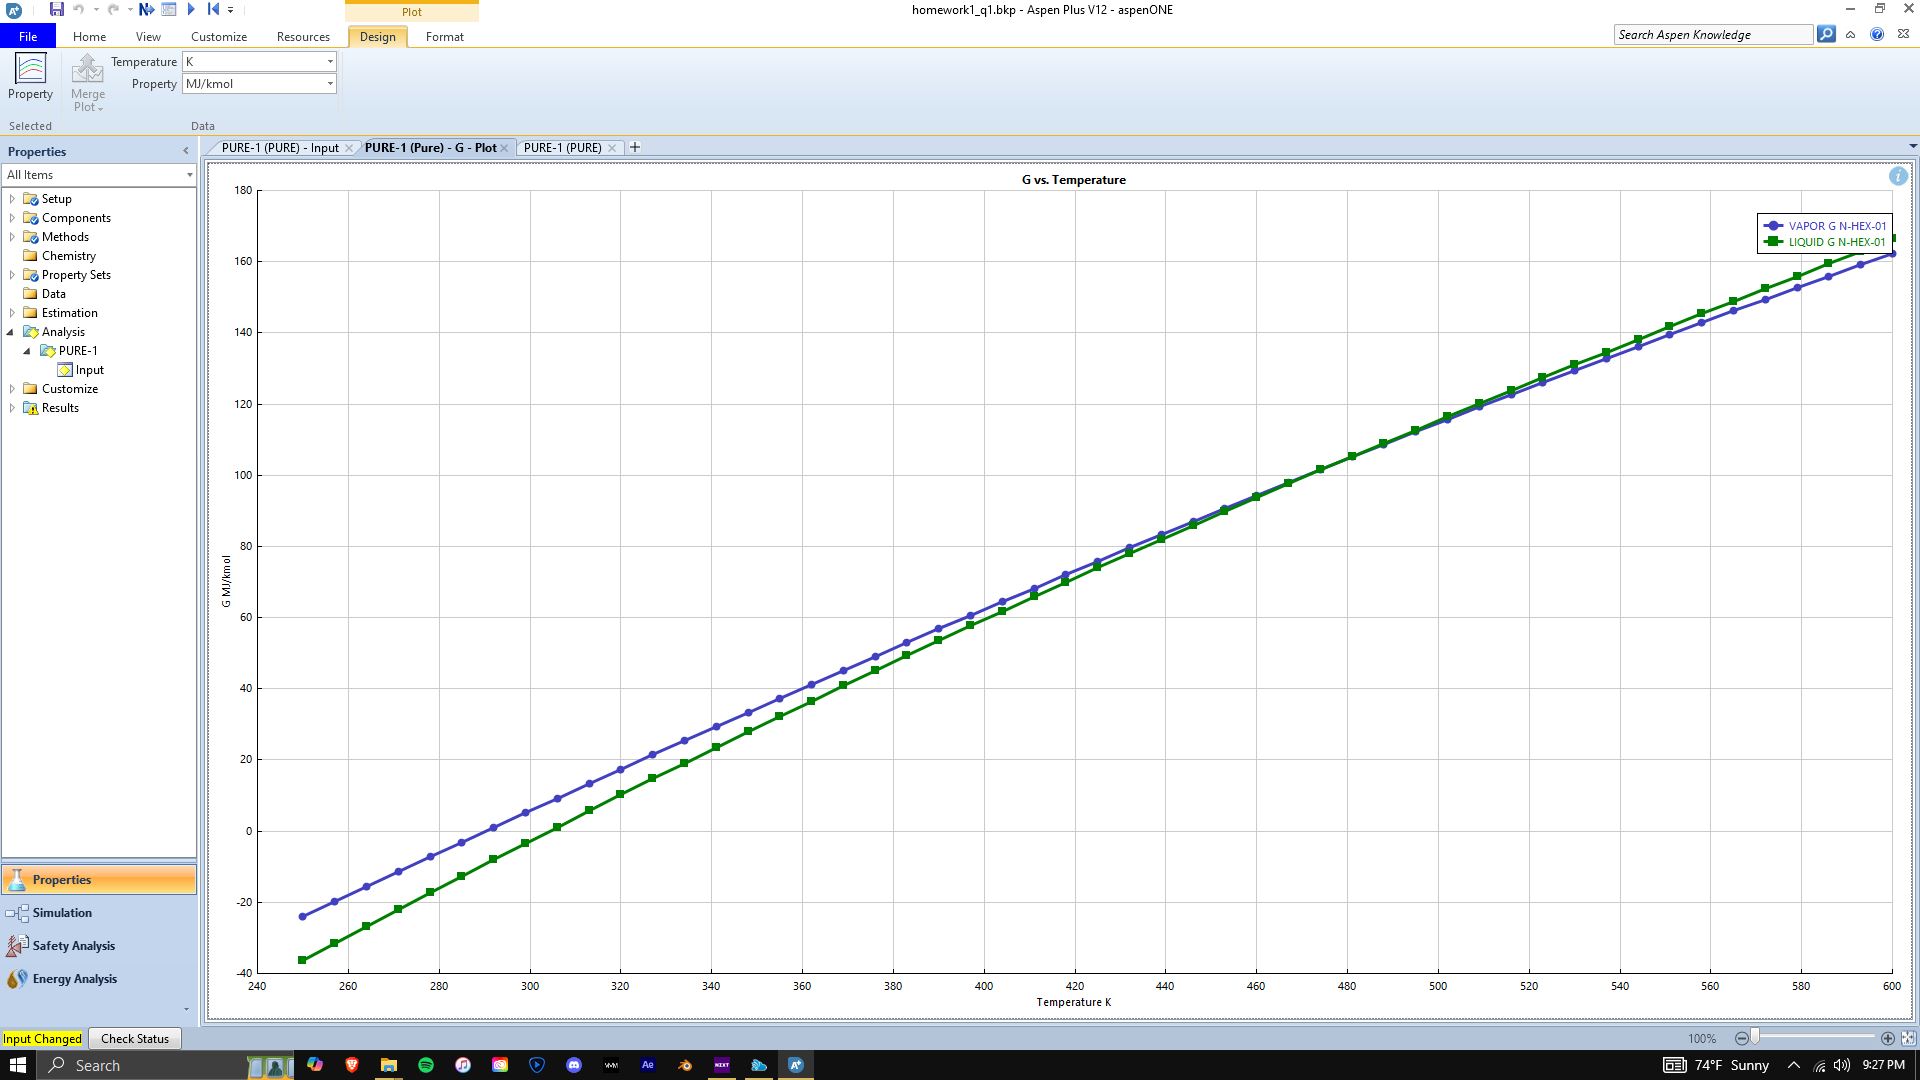 Plot
homework1_q1.bkp - Aspen Plus V12 - aspenONE
File Home View Customize Resources Design Format
Search Aspen Knowledge
Temperature K
Property MJ/kmol
Property
Merge
Plot
Selected
Data
Properties
PURE-1 (PURE) - Input
PURE-1 (Pure) - G - Plot
PURE-1 (PURE)
All Items
Setup
Components
Methods
Chemistry
Property Sets
Data
Estimation
Analysis
PURE-1
Input
Customize
Results
Properties
Simulation
Safety Analysis
Energy Analysis
G vs. Temperature
VAPOR G N-HEX-01
LIQUID G N-HEX-01
180
160
140
120
100
80
60
40
20
0
-20
-40
G MJ/kmol
240 260 280 300 320 340 360 380 400 420 440 460 480 500 520 540 560 580 600
Temperature K
Input Changed
Check Status
100%
Search
74°F Sunny
9:27 PM